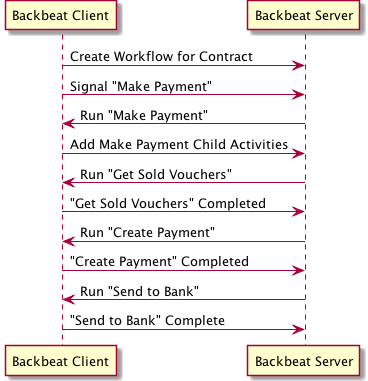 Backbeat Client Backbeat Server
Create Workflow for Contract
Signal "Make Payment"
Run "Make Payment"
Add Make Payment Child Activities
Run "Get Sold Vouchers"
"Get Sold Vouchers" Completed
Run "Create Payment"
"Create Payment" Completed
Run "Send to Bank"
"Send to Bank" Complete
Backbeat Client Backbeat Server